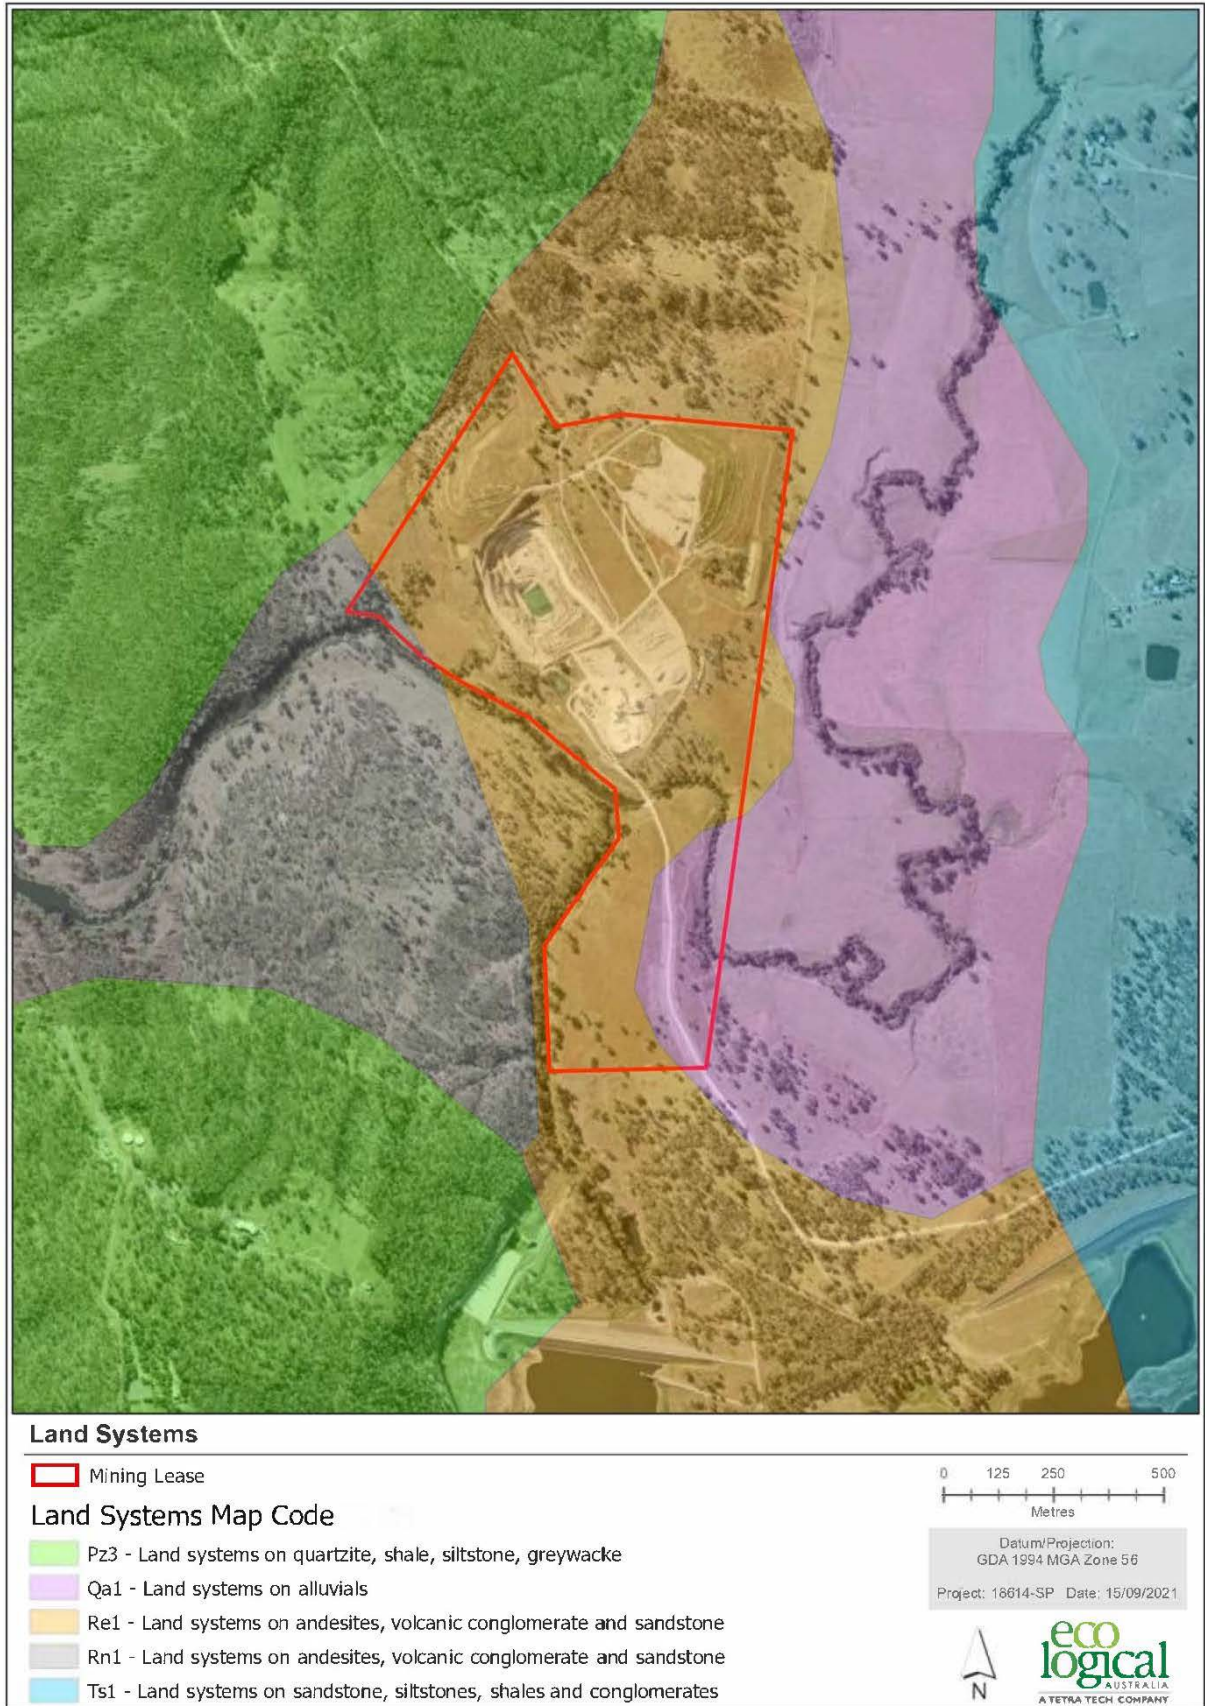 Land Systems
Mining Lease
Land Systems Map Code
Pz3 - Land systems on quartzite, shale, siltstone, greywacke
Qa1 - Land systems on alluvials
Re1 - Land systems on andesites, volcanic conglomerate and sandstone
Rn1 - Land systems on andesites, volcanic conglomerate and sandstone
Ts1 - Land systems on sandstone, siltstones, shales and conglomerates
0 125 250 500
Metres
Datum/Projection:
GDA 1994 MGA Zone 56
Project: 18614-SP Date: 15/09/2021
N
eco
logical
AUSTRALIA
A TETRA TECH COMPANY